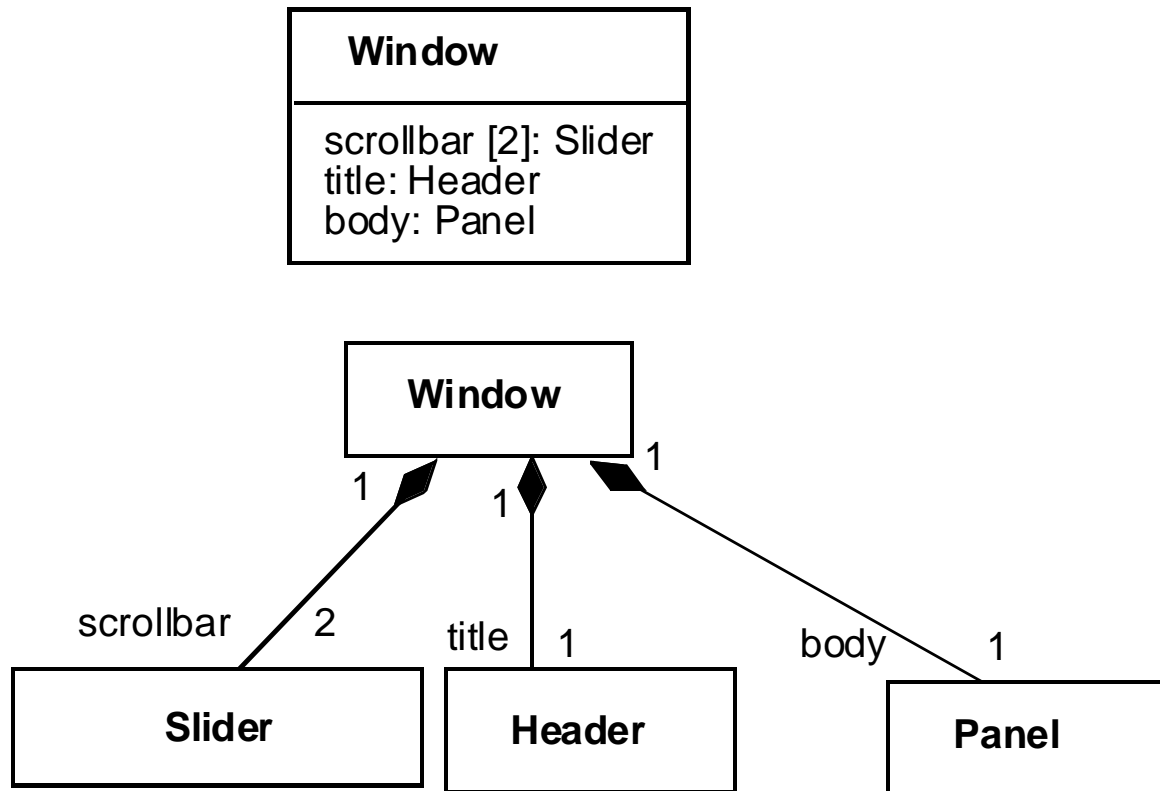 Window
scrollbar [2]: Slider
title: Header
body: Panel
Window
1
1
1
scrollbar
2
title
1
body
1
Slider
Header
Panel